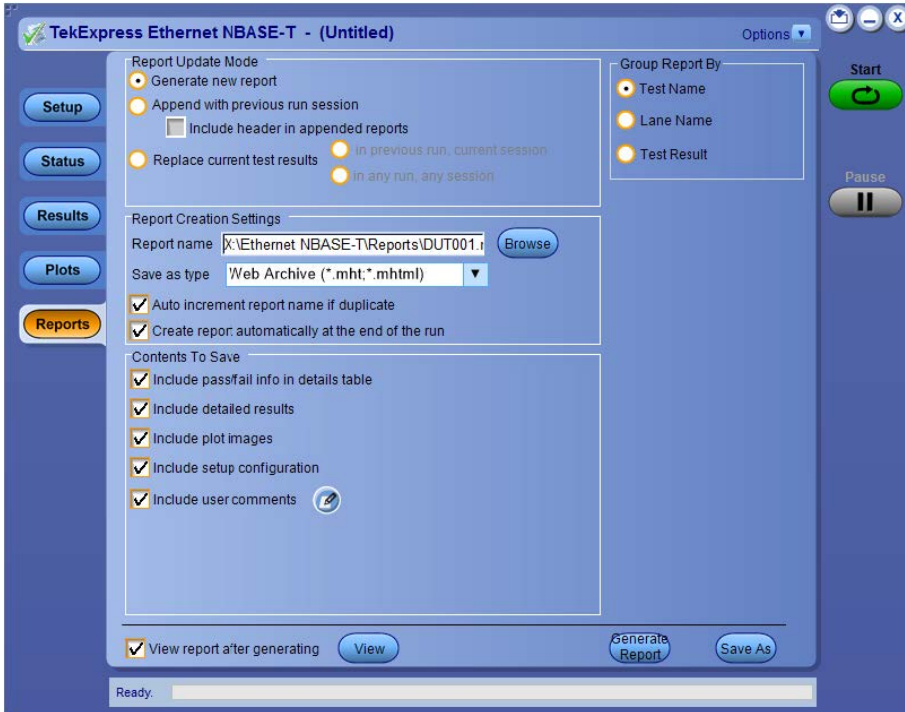 TekExpress Ethernet NBASE-T - (Untitled)
Options
Setup
Status
Results
Plots
Reports
Report Update Mode
Generate new report
Append with previous run session
Include header in appended reports
Replace current test results
In previous run, current session
in any run, any session
Group Report By
Test Name
Lane Name
Test Result
Start
Pause
Report Creation Settings
Report name X:\Ethernet NBASE-T\Reports\DUT001.
Browse
Save as type Web Archive (*.mht;*.mhtml)
Auto increment report name if duplicate
Create report automatically at the end of the run
Contents To Save
Include pass/fail info in details table
Include detailed results
Include plot images
Include setup configuration
Include user comments
View report after generating
View
Generate
Report
Save As
Ready.